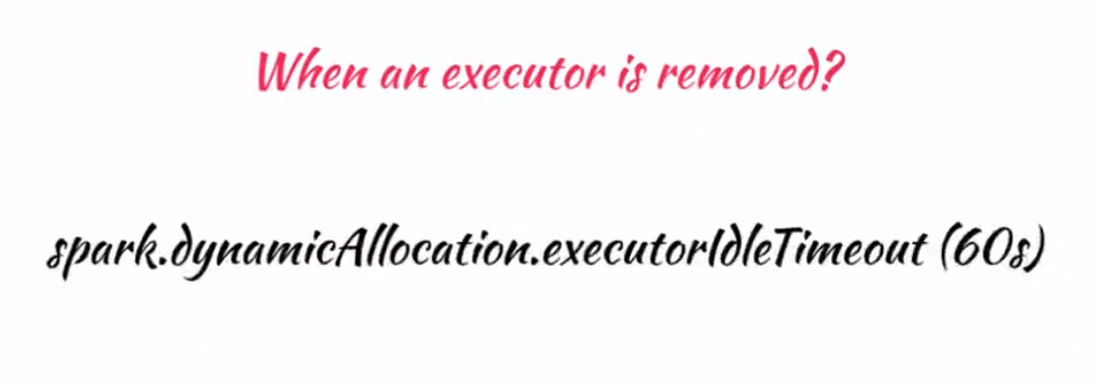 When an executor is removed?
spark.dynamicAllocation.executorIdleTimeout (60s)